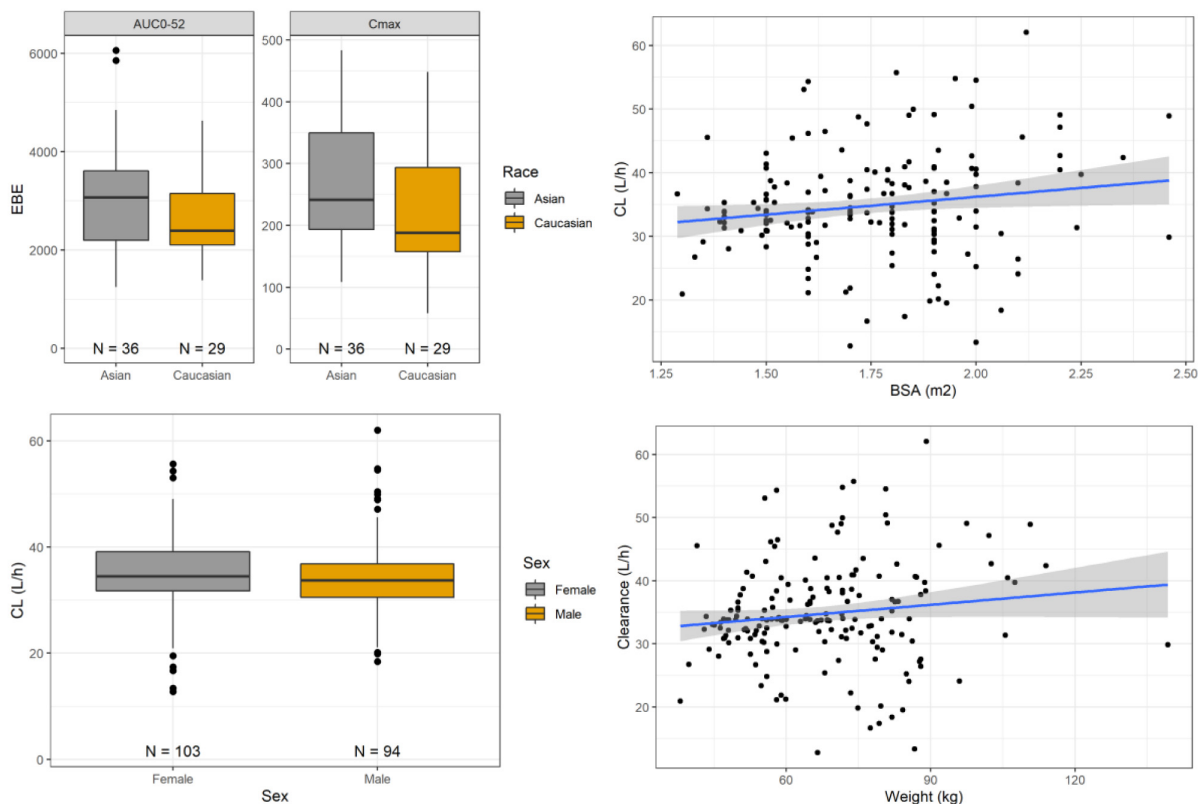 AUC0-52
Cmax
EBE
6000
4000
2000
0
500
400
300
200
100
0
N = 36
N = 29
N = 36
N = 29
Asian
Caucasian
Asian
Caucasian
Race
Asian
Caucasian
CL (L/h)
60
50
40
30
20
1.25
1.50
1.75
2.00
2.25
2.50
BSA (m2)
CL (L/h)
60
40
20
0
N = 103
N = 94
Female
Male
Sex
Sex
Female
Male
Clearance (L/h)
60
50
40
30
20
60
90
120
Weight (kg)